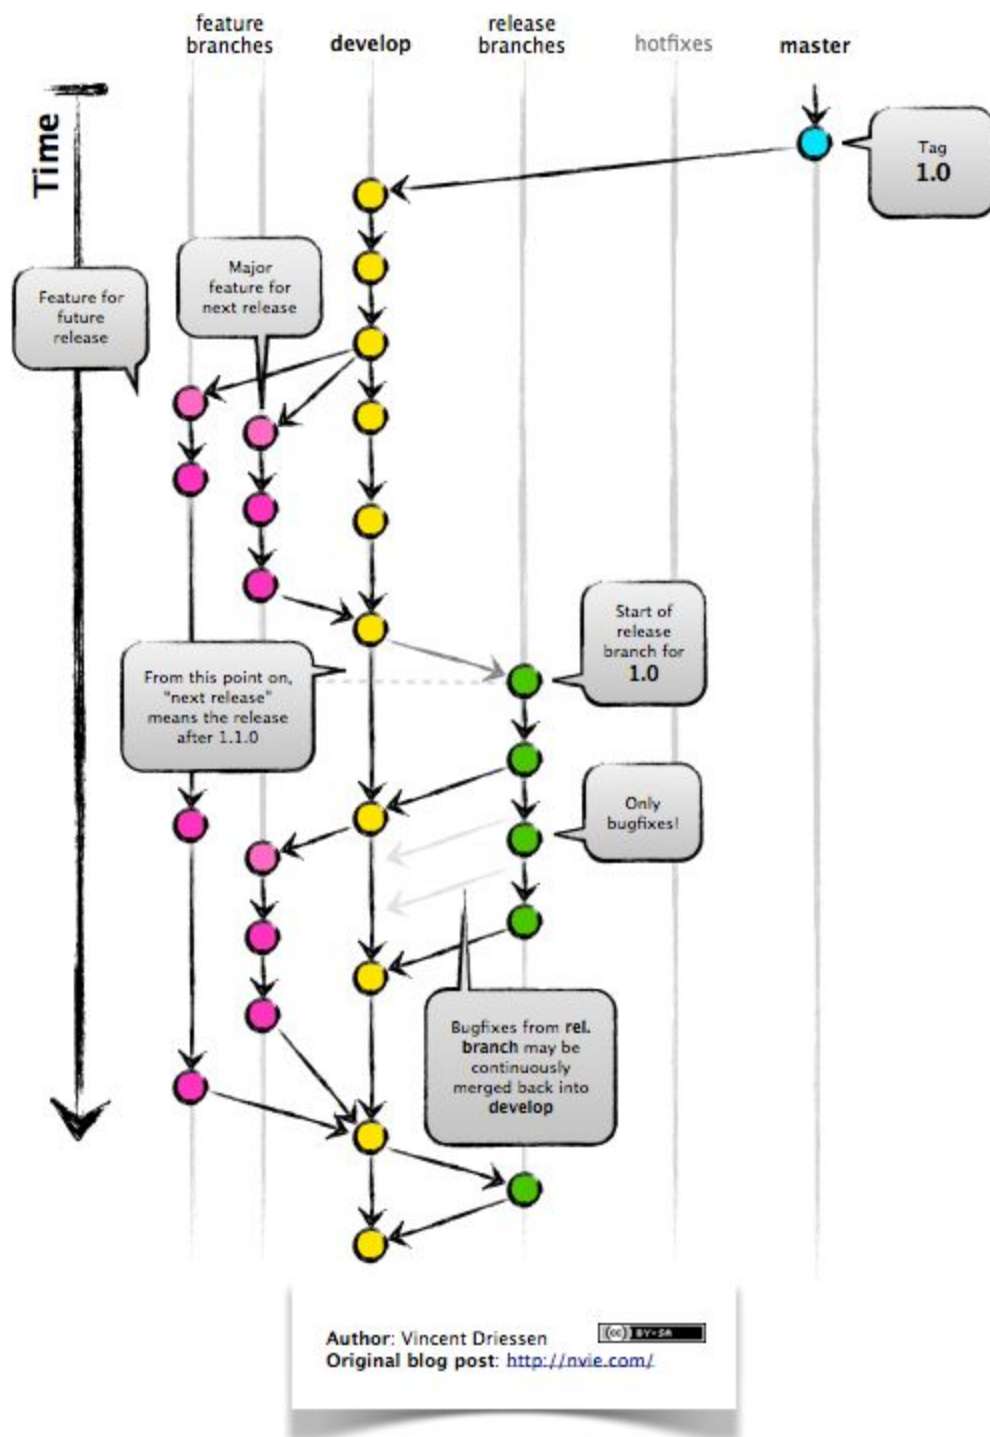 feature
branches
develop
release
branches
hotfixes
master
Time
Tag
1.0
Feature for
future
release
Major
feature for
next release
Start of
release
branch for
1.0
From this point on,
"next release"
means the release
after 1.1.0
Only
bugfixes!
Bugfixes from rel.
branch may be
continuously
merged back into
develop
Author: Vincent Driessen
(cc) BY-SA
Original blog post: http://nvie.com/